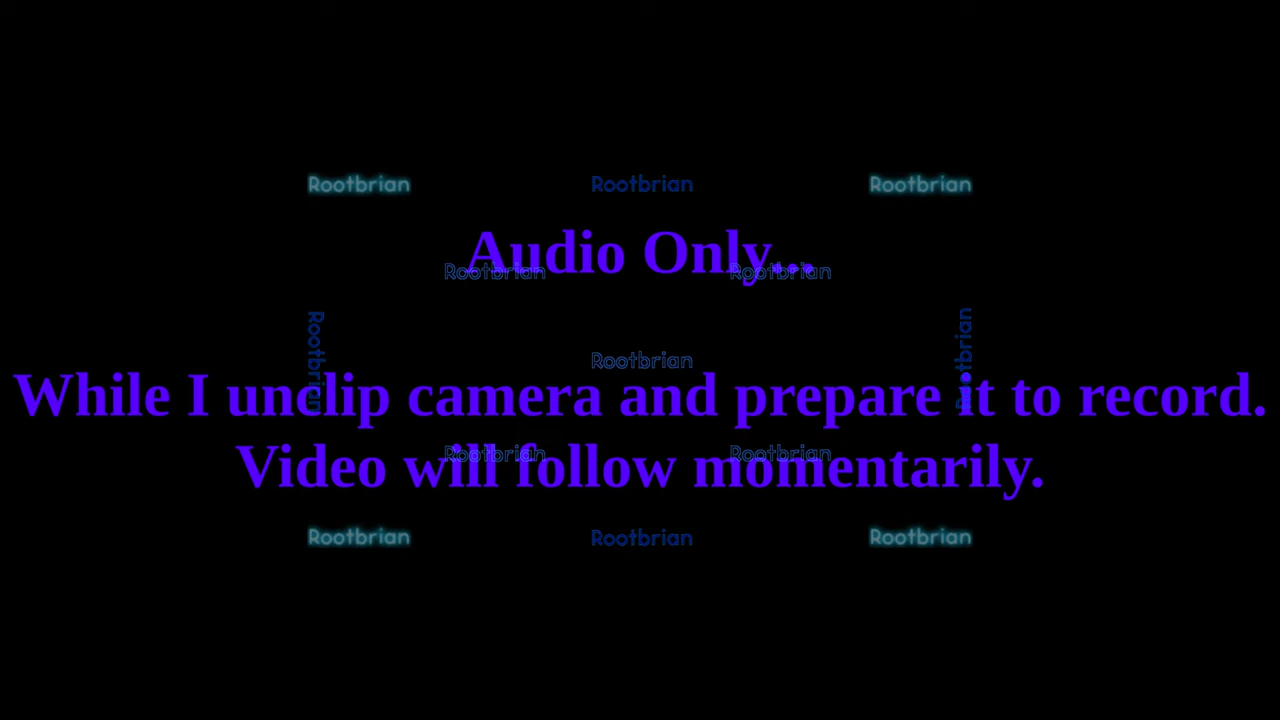 Rootbrian Rootbrian Rootbrian
Audio Only...
Rootbrian Rootbrian
Rootbrian Rootbrian
Rootbrian
While I unclip camera and prepare it to record.
Video will follow momentarily.
Rootbrian Rootbrian
Rootbrian Rootbrian Rootbrian